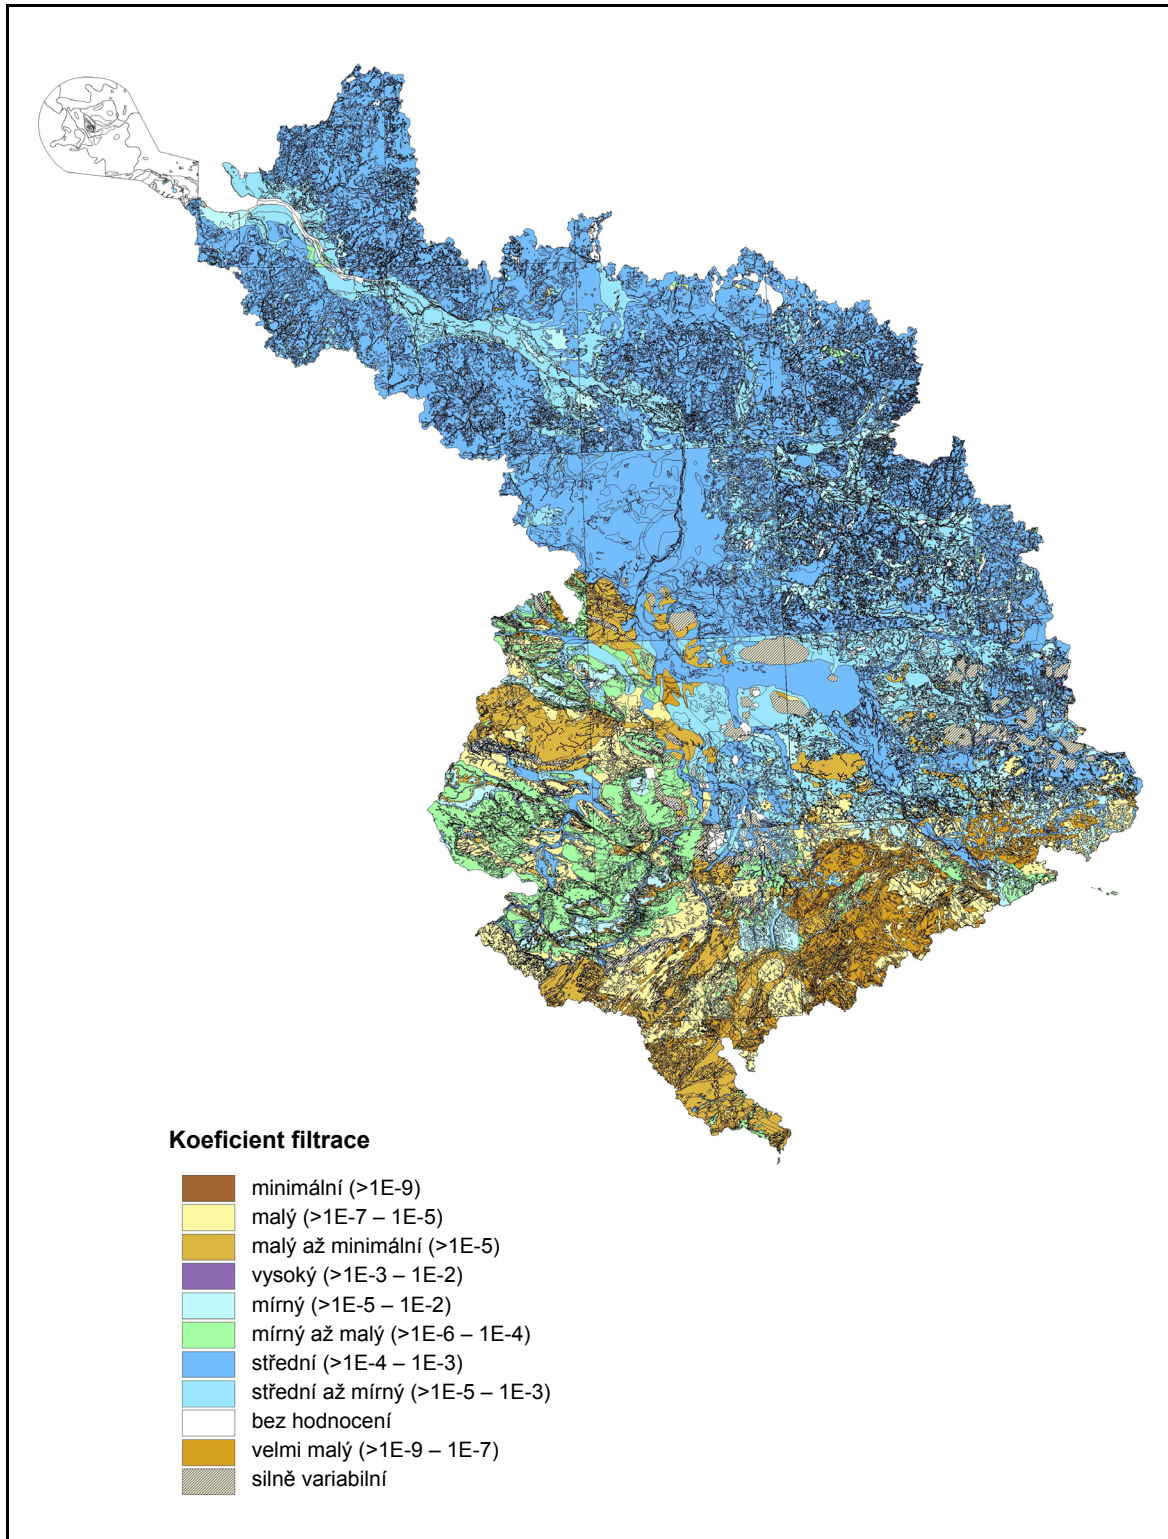 Koeficient filtrace
minimální (>1E-9)
malý (>1E-7 – 1E-5)
malý až minimální (>1E-5)
vysoký (>1E-3 – 1E-2)
mírný (>1E-5 – 1E-2)
mírný až malý (>1E-6 – 1E-4)
střední (>1E-4 – 1E-3)
střední až mírný (>1E-5 – 1E-3)
bez hodnocení
velmi malý (>1E-9 – 1E-7)
silně variabilní